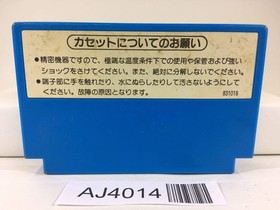 カセットについてのお願い
●精密機器ですので、極端な温度条件下での使用や保管および強い
ショックをさけてください。また、絶対に分解しないでください。
●端子部に手を触れたり、水にぬらしたりして汚さないようにして
ください。故障の原因となります。
831018
AJ4014